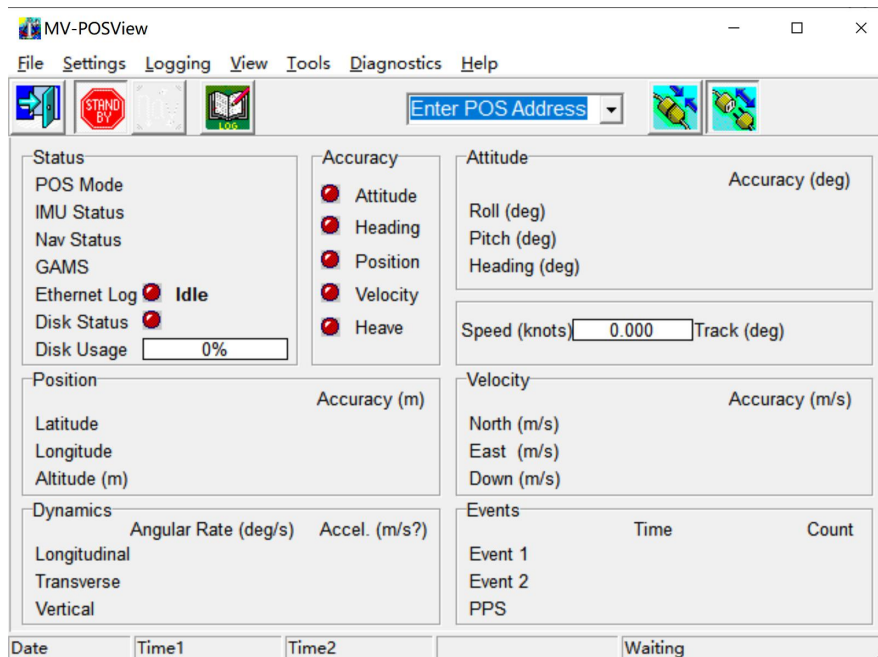 MV-POSView
File Settings Logging View Tools Diagnostics Help
STAND BY LOG Enter POS Address
Status
POS Mode
IMU Status
Nav Status
GAMS
Ethernet Log Idle
Disk Status
Disk Usage 0%
Accuracy
Attitude
Heading
Position
Velocity
Heave
Attitude
Accuracy (deg)
Roll (deg)
Pitch (deg)
Heading (deg)
Speed (knots) 0.000 Track (deg)
Position
Accuracy (m)
Latitude
Longitude
Altitude (m)
Velocity
Accuracy (m/s)
North (m/s)
East (m/s)
Down (m/s)
Dynamics
Angular Rate (deg/s) Accel. (m/s?)
Longitudinal
Transverse
Vertical
Events
Time Count
Event 1
Event 2
PPS
Date Time1 Time2 Waiting